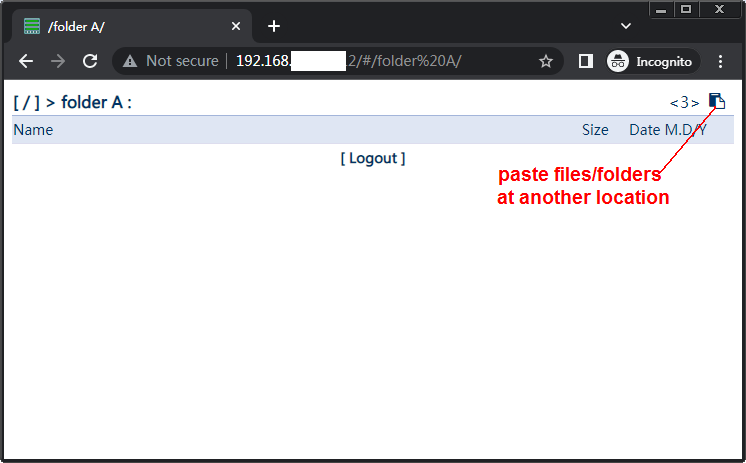 /folder A/
Not secure | 192.168. .2/#/folder%20A/ Incognito
[ / ] > folder A :
<3>
Name Size Date M.D/Y
[ Logout ]
paste files/folders
at another location